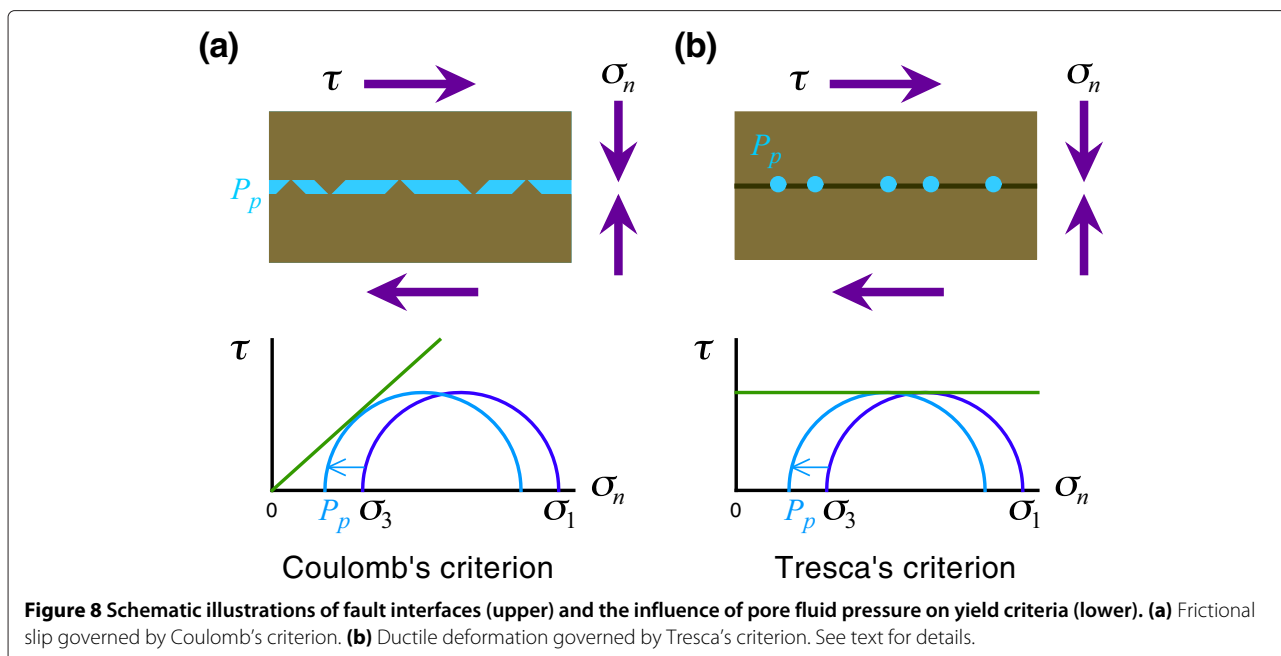 (a)
(b)
τ
σn
τ
σn
Pp
Pp
τ
τ
0
Pp
σ3
σ1
σn
0
Pp
σ3
σ1
σn
Coulomb's criterion
Tresca's criterion
Figure 8 Schematic illustrations of fault interfaces (upper) and the influence of pore fluid pressure on yield criteria (lower). (a) Frictional
slip governed by Coulomb's criterion. (b) Ductile deformation governed by Tresca's criterion. See text for details.